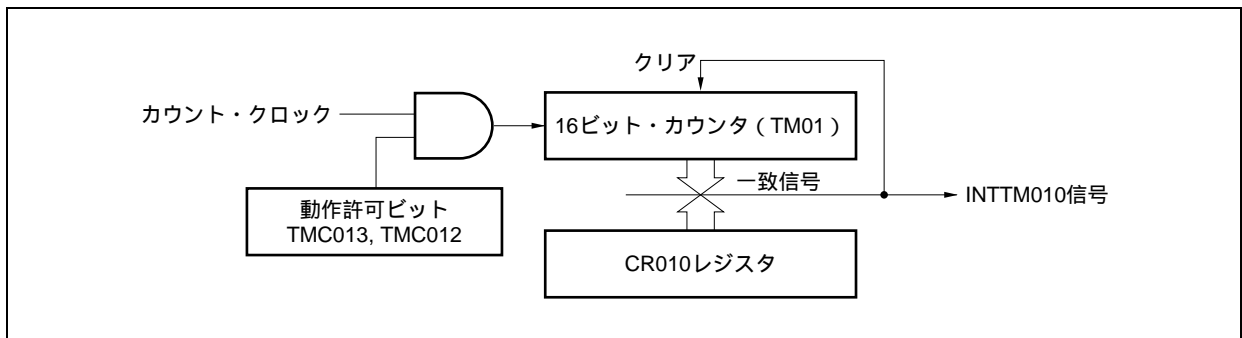 クリア
カウント・クロック
16ビット・カウンタ（TM01）
一致信号
INTTM010信号
動作許可ビット
TMC013, TMC012
CR010レジスタ